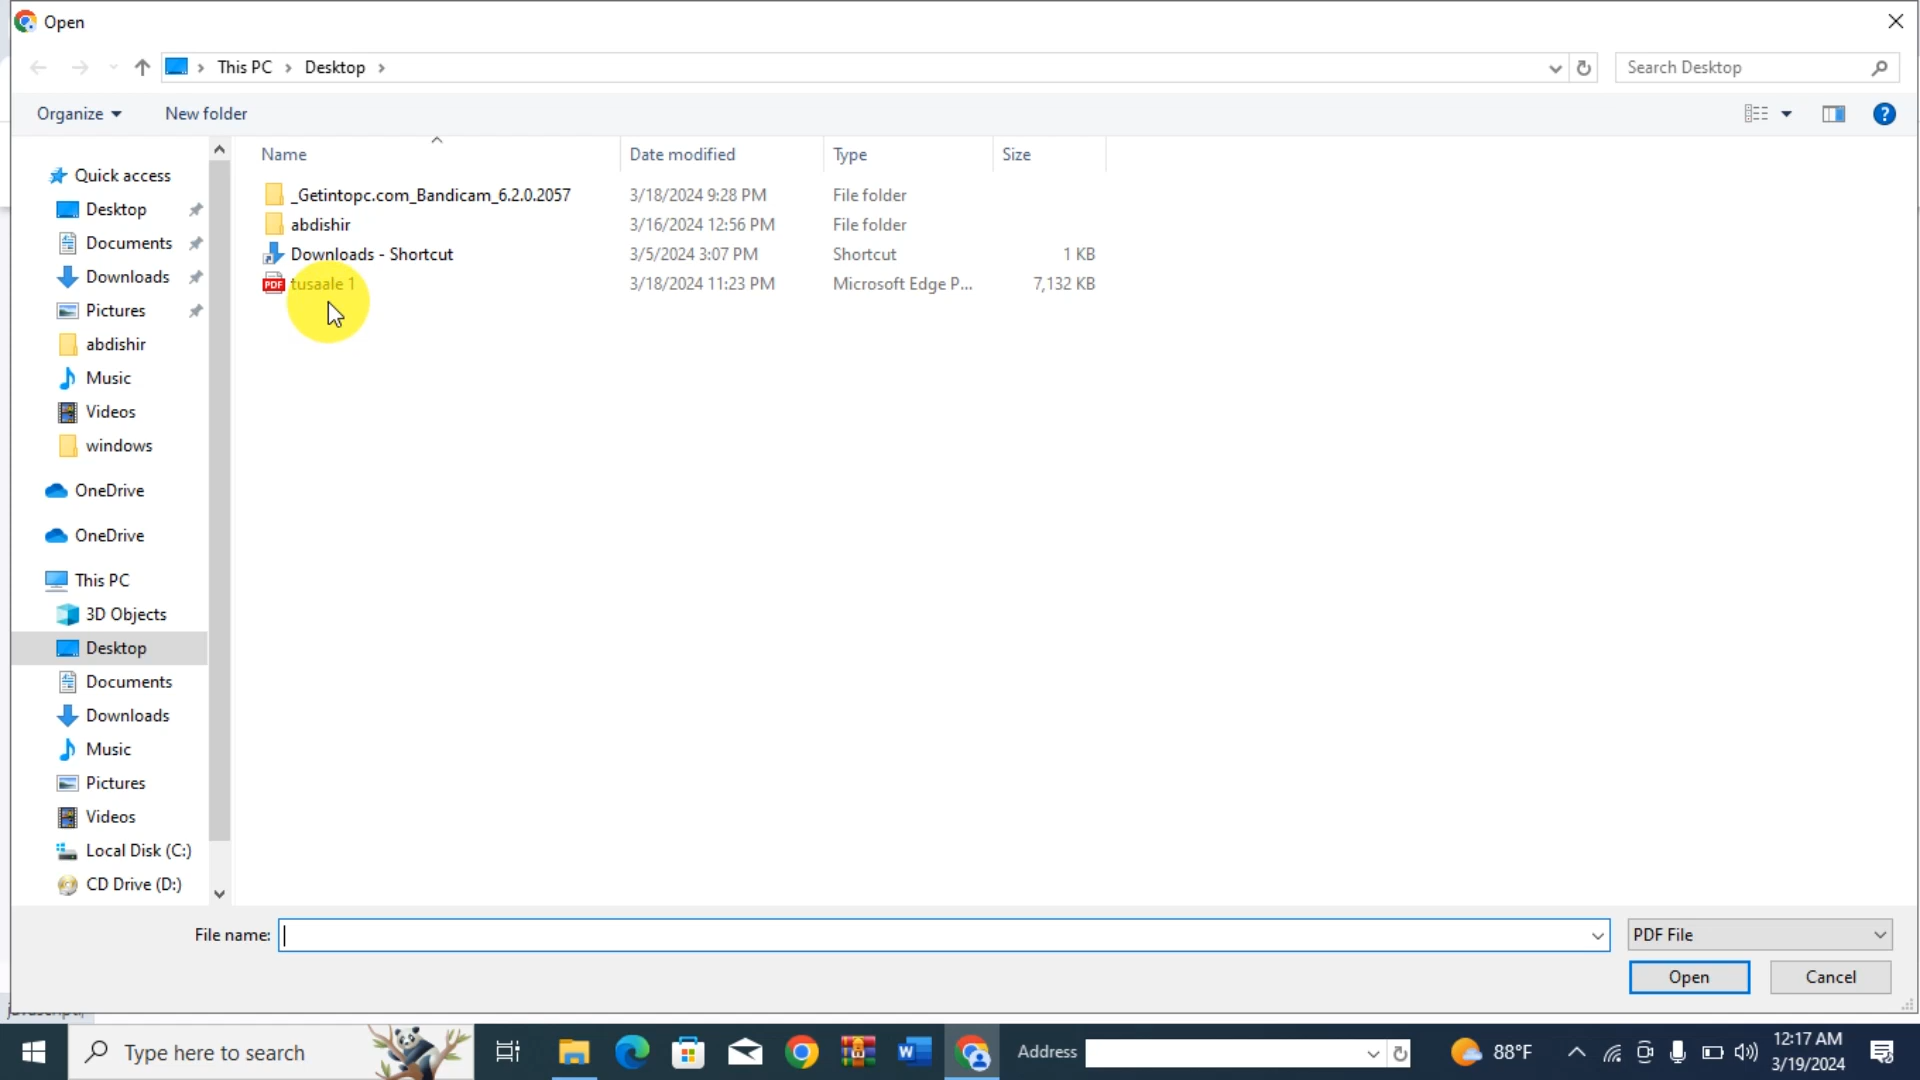 Open
This PC > Desktop >
Search Desktop
Organize
New folder
Name Date modified Type Size
_Getintopc.com_Bandicam_6.2.0.2057 3/18/2024 9:28 PM File folder
abdishir 3/16/2024 12:56 PM File folder
Downloads - Shortcut 3/5/2024 3:07 PM Shortcut 1 KB
PDF tusaale 1 3/18/2024 11:23 PM Microsoft Edge P... 7,132 KB
Quick access
Desktop
Documents
Downloads
Pictures
abdishir
Music
Videos
windows
OneDrive
OneDrive
This PC
3D Objects
Desktop
Documents
Downloads
Music
Pictures
Videos
Local Disk (C:)
CD Drive (D:)
File name:
PDF File
Open Cancel
Type here to search
Address
88°F
12:17 AM
3/19/2024